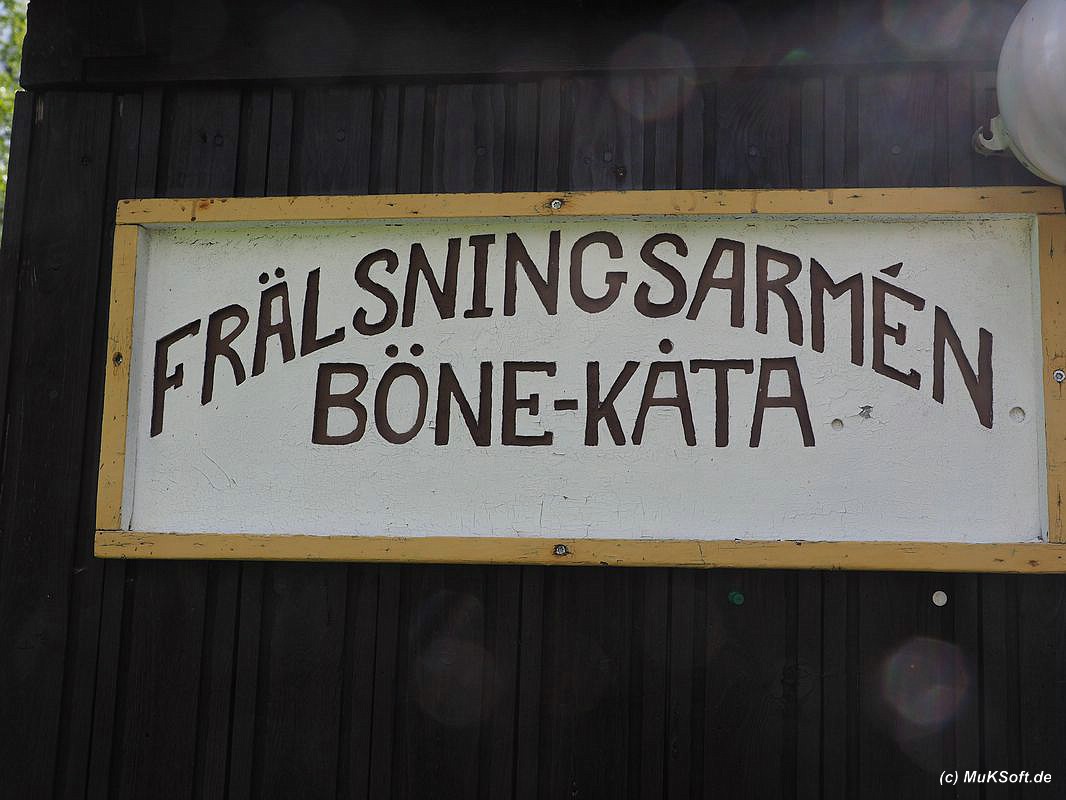 FRÄLSNINGSARMÉN
BÖNE-KÅTA
(c) MuKSoft.de